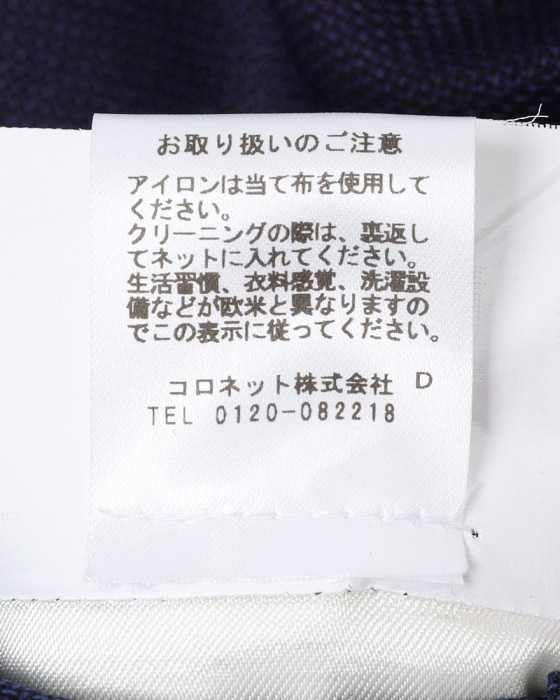 お取り扱いのご注意
アイロンは当て布を使用して
ください。
クリーニングの際は、裏返し
てネットに入れてください。
生活習慣、衣料感覚、洗濯設
備などが欧米と異なりますの
でこの表示に従ってください。
コロネット株式会社 D
TEL 0120-082218